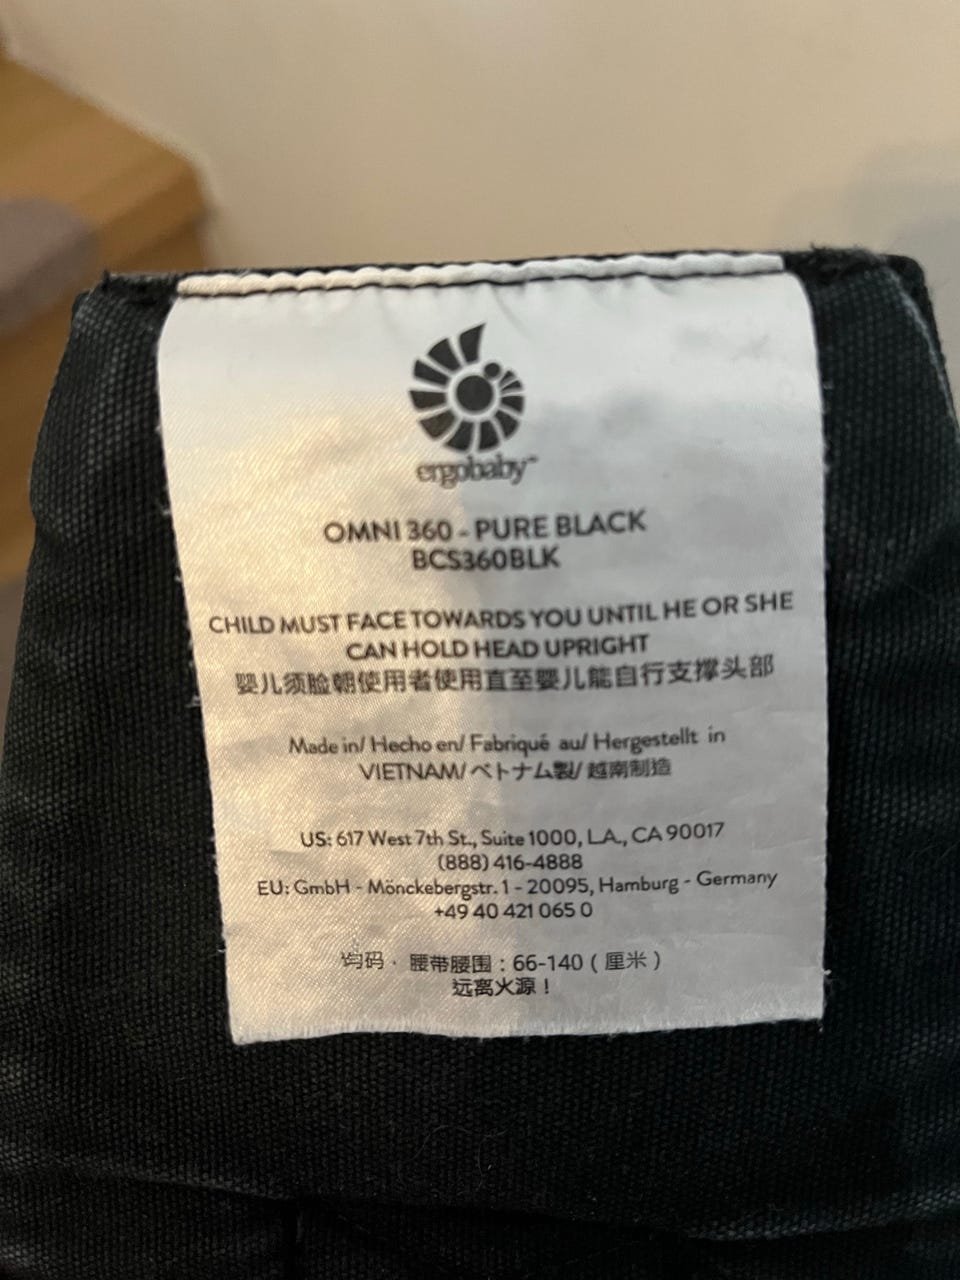 ergobaby™
OMNI 360 - PURE BLACK
BCS360BLK
CHILD MUST FACE TOWARDS YOU UNTIL HE OR SHE
CAN HOLD HEAD UPRIGHT
婴儿须脸朝使用者使用直至婴儿能自行支撑头部
Made in/ Hecho en/ Fabriqué au/ Hergestellt in
VIETNAM/ ベトナム製/ 越南制造
US: 617 West 7th St., Suite 1000, L.A., CA 90017
(888) 416-4888
EU: GmbH - Mönckebergstr. 1 - 20095, Hamburg - Germany
+49 40 421 065 0
均码 · 腰带腰围：66-140（厘米）
远离火源！